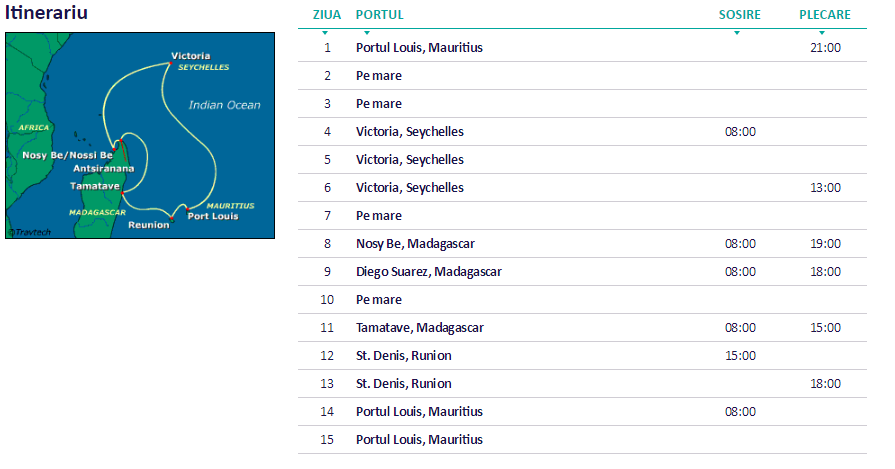 Itinerariu
Victoria
SEYCHELLES
Indian Ocean
AFRICA
Nosy Be/Nossi Be
Antsiranana
Tamatave
MADAGASCAR
MAURITIUS
Port Louis
Reunion
©Travtech
ZIUA PORTUL SOSIRE PLECARE
1 Portul Louis, Mauritius 21:00
2 Pe mare
3 Pe mare
4 Victoria, Seychelles 08:00
5 Victoria, Seychelles
6 Victoria, Seychelles 13:00
7 Pe mare
8 Nosy Be, Madagascar 08:00 19:00
9 Diego Suarez, Madagascar 08:00 18:00
10 Pe mare
11 Tamatave, Madagascar 08:00 15:00
12 St. Denis, Runion 15:00
13 St. Denis, Runion 18:00
14 Portul Louis, Mauritius 08:00
15 Portul Louis, Mauritius